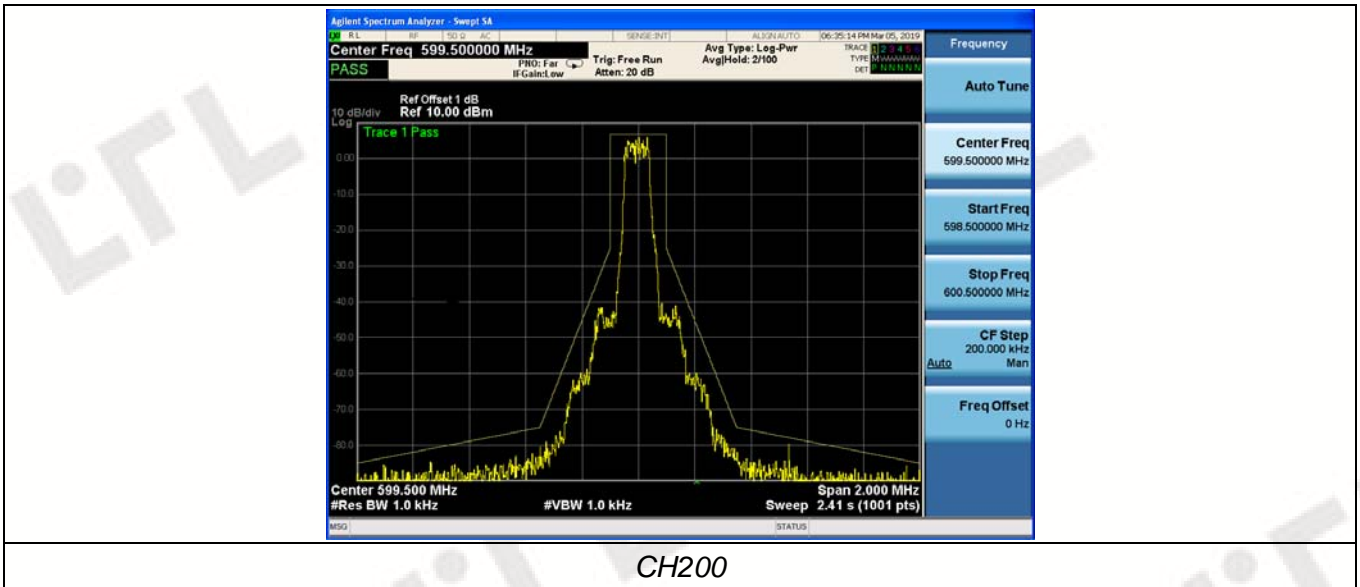 Agilent Spectrum Analyzer - Swept SA
RL RF 50 Ω AC SENSE:INT ALIGN AUTO 06:35:14 PM Mar 05, 2019
Center Freq 599.500000 MHz
Avg Type: Log-Pwr
TRACE 1 2 3 4 5 6
PASS
PNO: Far
Trig: Free Run
Avg|Hold: 2/100
TYPE M
IFGain:Low
Atten: 20 dB
DET P N N N N N
Ref Offset 1 dB
10 dB/div Ref 10.00 dBm
Log
Trace 1 Pass
0.00
-10.0
-20.0
-30.0
-40.0
-50.0
-60.0
-70.0
-80.0
Center 599.500 MHz Span 2.000 MHz
#Res BW 1.0 kHz #VBW 1.0 kHz Sweep 2.41 s (1001 pts)
MSG STATUS
Frequency
Auto Tune
Center Freq
599.500000 MHz
Start Freq
598.500000 MHz
Stop Freq
600.500000 MHz
CF Step
200.000 kHz
Auto Man
Freq Offset
0 Hz
CH200